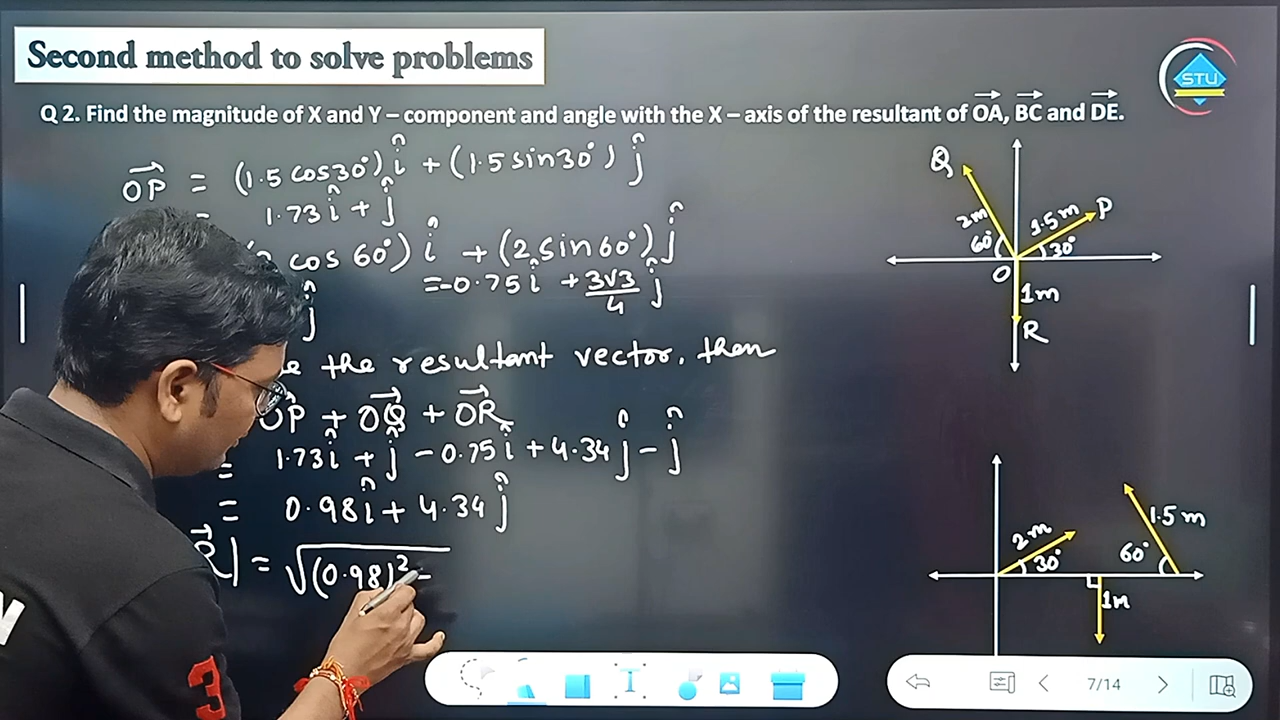 Second method to solve problems
STU
Q 2. Find the magnitude of X and Y – component and angle with the X – axis of the resultant of OA⃗, BC⃗ and DE⃗.
OP⃗ = (1.5 cos30°) î + (1.5 sin30°) ĵ
1.73 î + ĵ
cos 60°) î + (2 sin 60°) ĵ
= -0.75 î + 3√3/4 ĵ
ĵ
the resultant vector, then
OP⃗ + OQ⃗ + OR⃗
= 1.73 î + ĵ - 0.75 î + 4.34 ĵ - ĵ
= 0.98 î + 4.34 ĵ
| = √(0.98)²
Q
P
2m
1.5m
60°
30°
O
1m
R
2m
30°
1.5m
60°
1m
7/14
3